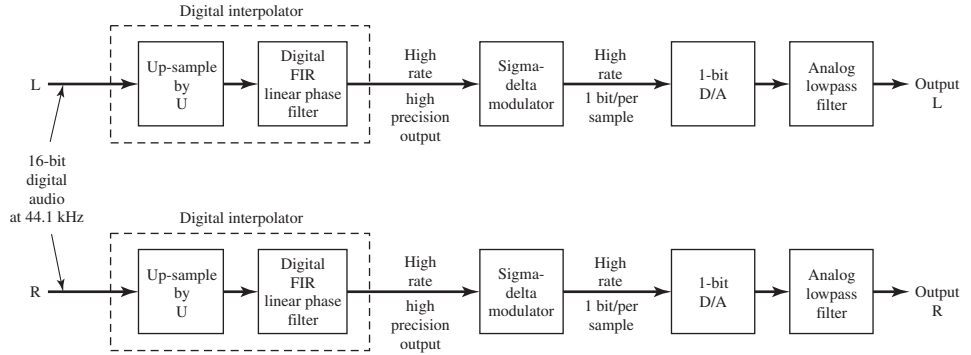 Digital interpolator
L
Up-sample
by
U
Digital
FIR
linear phase
filter
High
rate
high
precision
output
Sigma-
delta
modulator
High
rate
1 bit/per
sample
1-bit
D/A
Analog
lowpass
filter
Output
L
16-bit
digital
audio
at 44.1 kHz
Digital interpolator
R
Up-sample
by
U
Digital
FIR
linear phase
filter
High
rate
high
precision
output
Sigma-
delta
modulator
High
rate
1 bit/per
sample
1-bit
D/A
Analog
lowpass
filter
Output
R